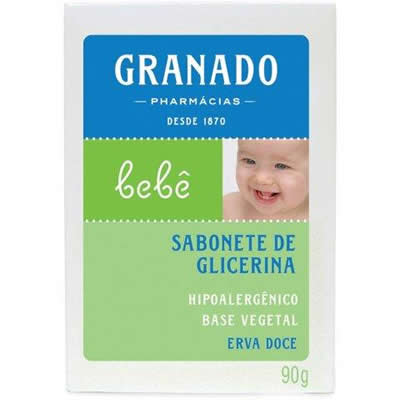 GRANADO
PHARMÁCIAS
DESDE 1870
bebê
SABONETE DE
GLICERINA
HIPOALERGÊNICO
BASE VEGETAL
ERVA DOCE
90g